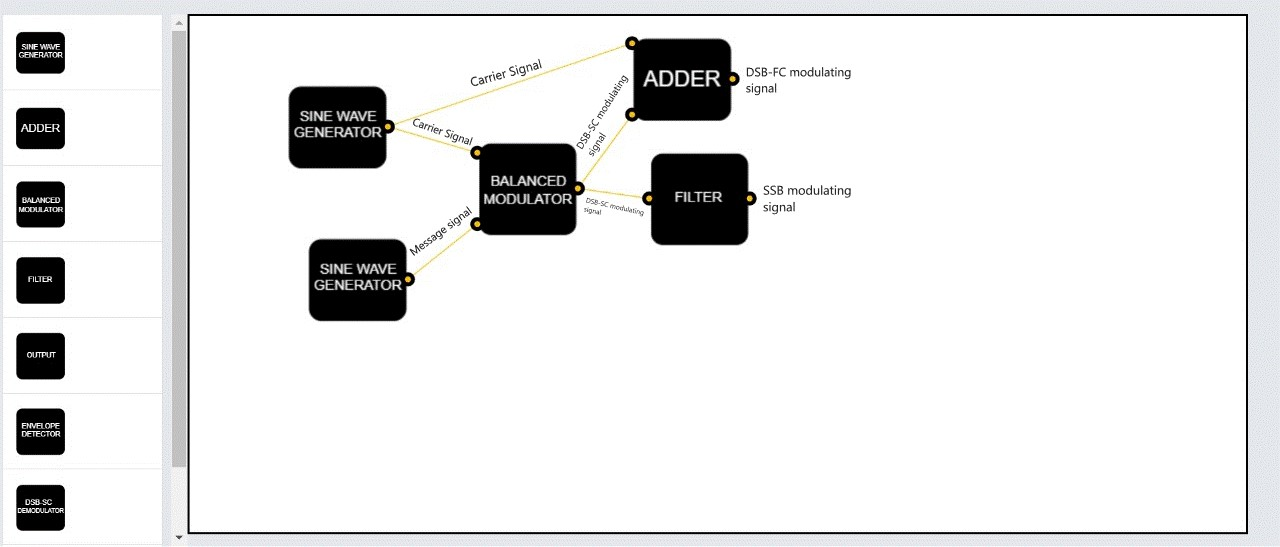 SINE WAVE
GENERATOR
ADDER
BALANCED
MODULATOR
FILTER
OUTPUT
ENVELOPE
DETECTOR
DSB-SC
DEMODULATOR
SINE WAVE
GENERATOR
Carrier Signal
Carrier Signal
ADDER
DSB-FC modulating
signal
DSB-SC modulating
signal
BALANCED
MODULATOR
FILTER
SSB modulating
signal
DSB-SC modulating
signal
Message signal
SINE WAVE
GENERATOR